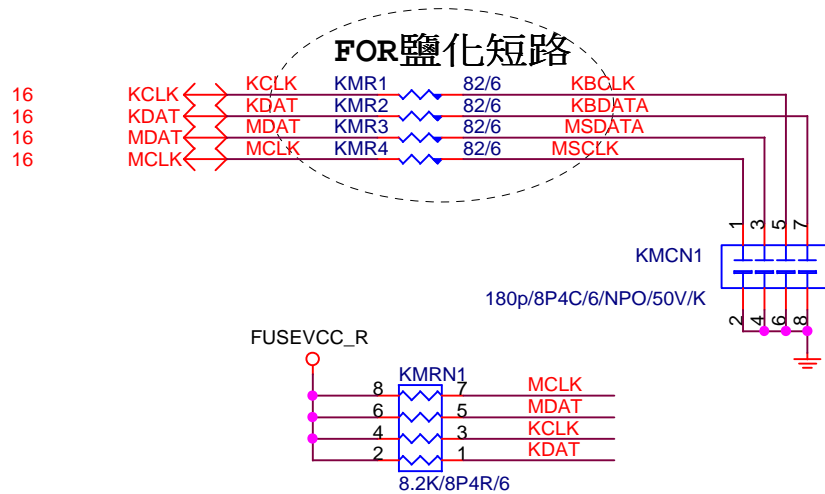 FOR鹽化短路
16 KCLK KCLK KMR1 82/6 KBCLK
16 KDAT KDAT KMR2 82/6 KBDATA
16 MDAT MDAT KMR3 82/6 MSDATA
16 MCLK MCLK KMR4 82/6 MSCLK
1 3 5 7
KMCN1
180p/8P4C/6/NPO/50V/K
2 4 6 8
FUSEVCC_R
KMRN1
8 7 MCLK
6 5 MDAT
4 3 KCLK
2 1 KDAT
8.2K/8P4R/6